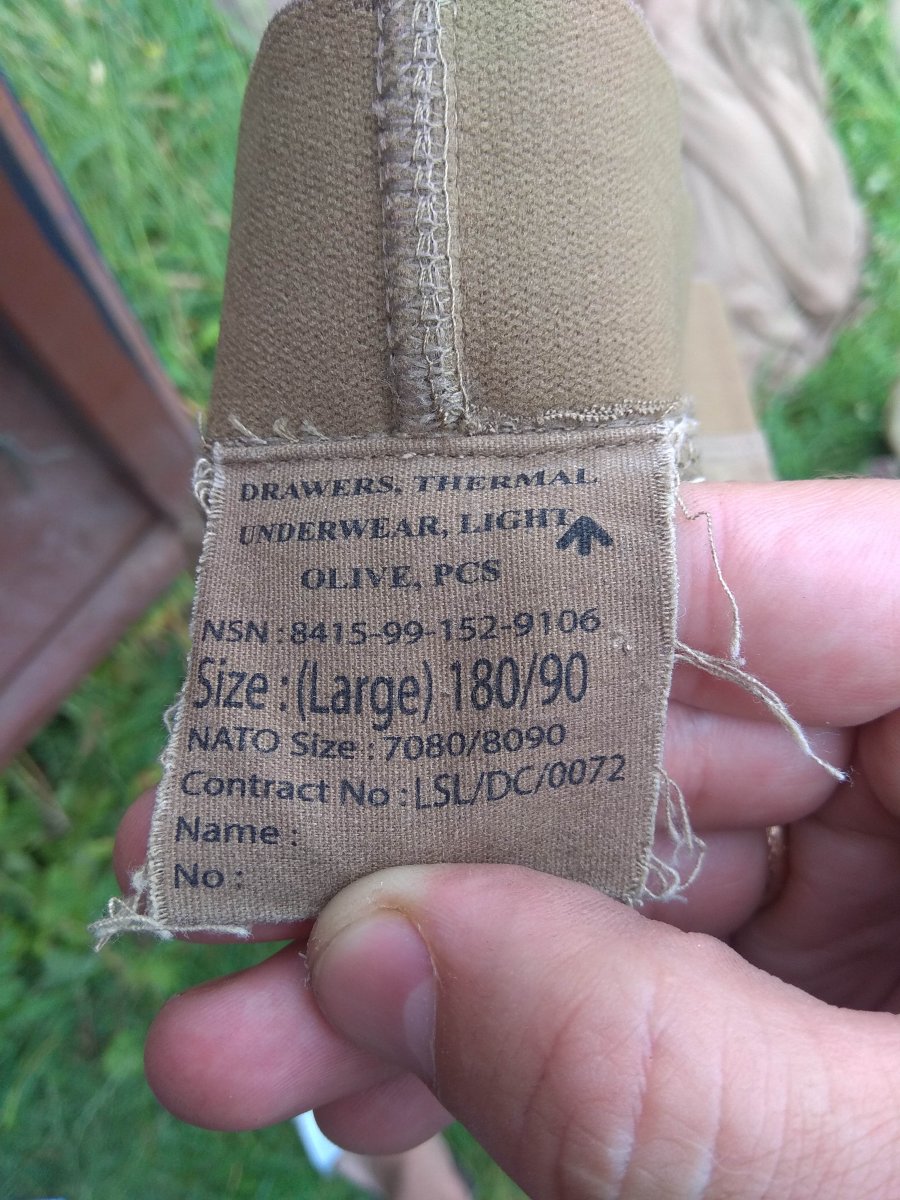 DRAWERS, THERMAL
UNDERWEAR, LIGHT
OLIVE, PCS
NSN : 8415-99-152-9106
Size : (Large) 180/90
NATO Size : 7080/8090
Contract No : LSL/DC/0072
Name :
No :